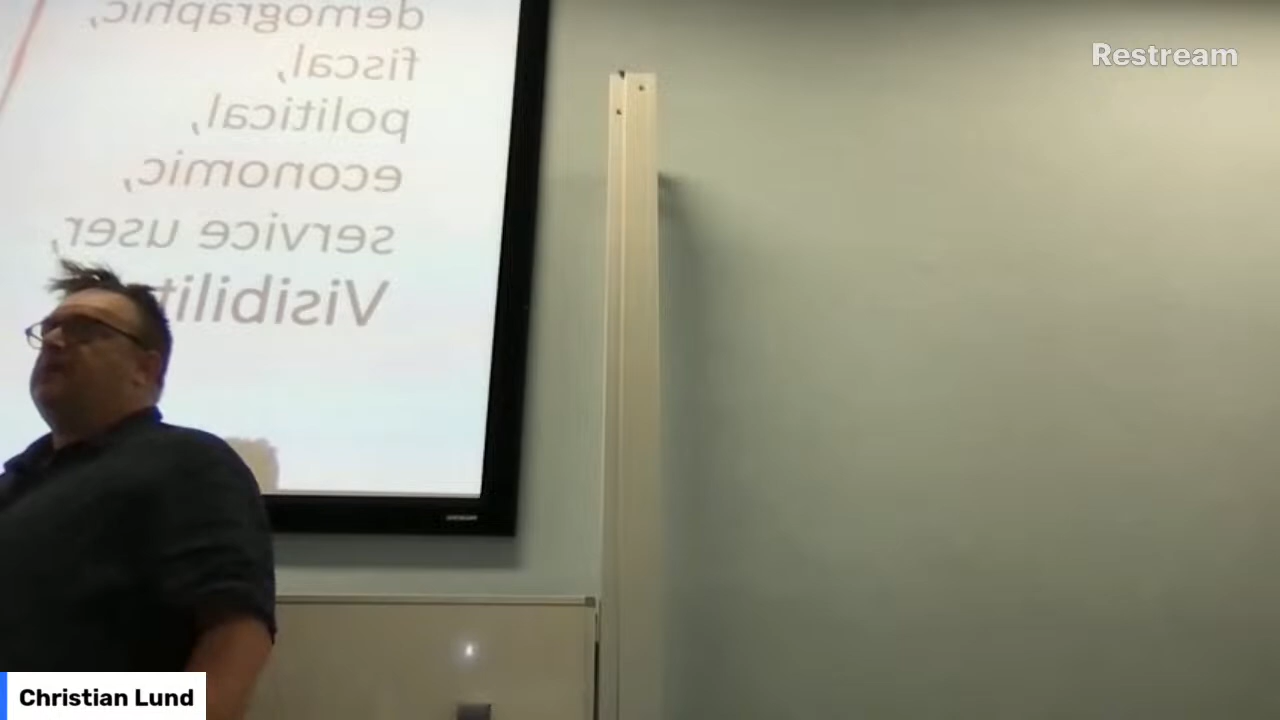 demographic,
fiscal,
political,
economic,
service user,
Restream
Christian Lund